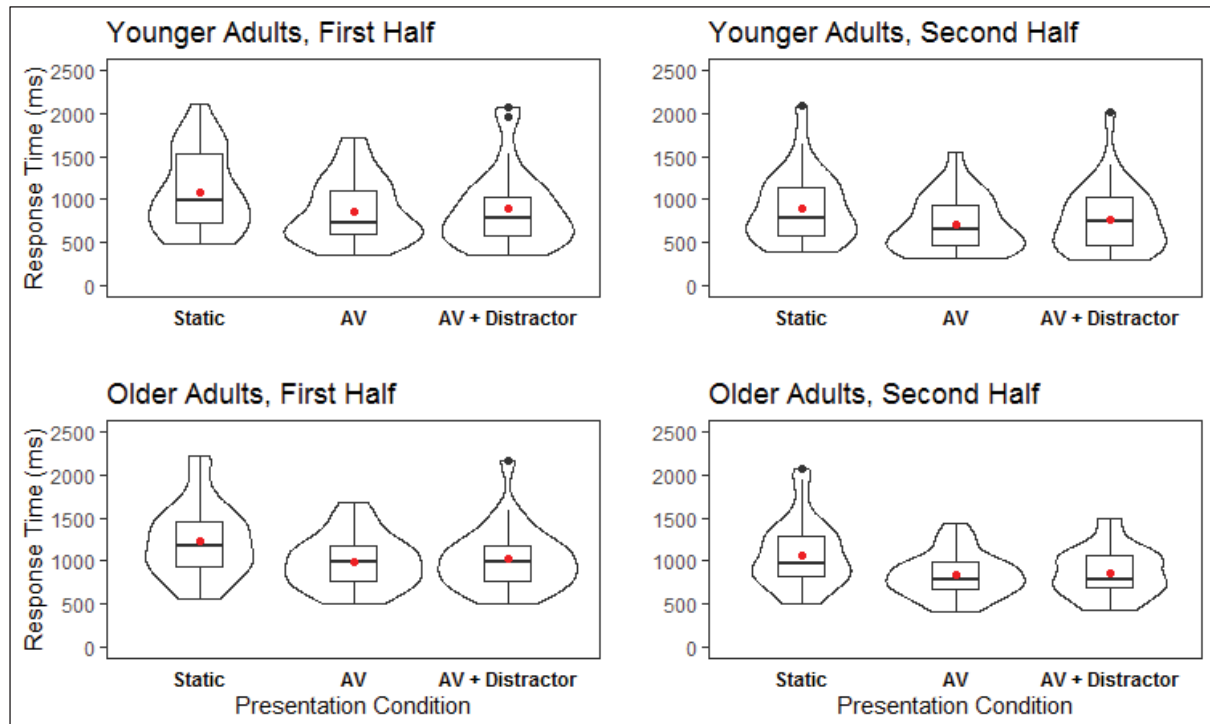 Younger Adults, First Half
Younger Adults, Second Half
Response Time (ms)
2500
2000
1500
1000
500
0
Static AV AV + Distractor
2500
2000
1500
1000
500
0
Static AV AV + Distractor
Older Adults, First Half
Older Adults, Second Half
Response Time (ms)
2500
2000
1500
1000
500
0
Static AV AV + Distractor
Presentation Condition
2500
2000
1500
1000
500
0
Static AV AV + Distractor
Presentation Condition